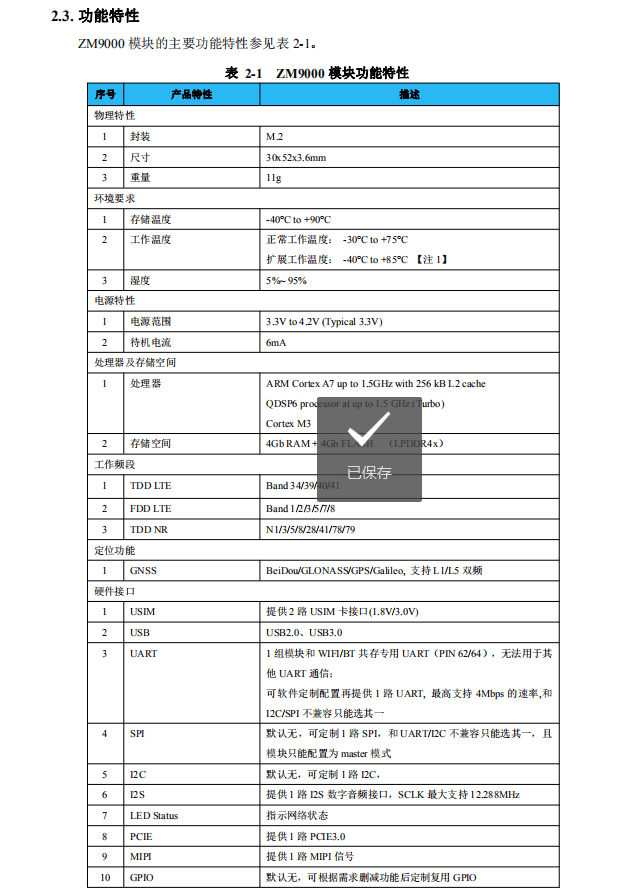 2.3. 功能特性
ZM9000 模块的主要功能特性参见表 2-1。
表 2-1 ZM9000 模块功能特性
序号 产品特性 描述
物理特性
1 封装 M.2
2 尺寸 30x52x3.6mm
3 重量 11g
环境要求
1 存储温度 -40℃ to +90℃
2 工作温度 正常工作温度： -30℃ to +75℃
扩展工作温度： -40℃ to +85℃ 【注 1】
3 湿度 5%~ 95%
电源特性
1 电源范围 3.3V to 4.2V (Typical 3.3V)
2 待机电流 6mA
处理器及存储空间
1 处理器 ARM Cortex A7 up to 1.5GHz with 256 kB L2 cache
QDSP6 processor at up to 1.5 GHz (Turbo)
Cortex M3
2 存储空间 4Gb RAM + 4Gb FLASH （LPDDR4x）
工作频段
1 TDD LTE Band 34/39/40/41
2 FDD LTE Band 1/2/3/5/7/8
3 TDD NR N1/3/5/8/28/41/78/79
定位功能
1 GNSS BeiDou/GLONASS/GPS/Galileo, 支持 L1/L5 双频
硬件接口
1 USIM 提供 2 路 USIM 卡接口(1.8V/3.0V)
2 USB USB2.0、USB3.0
3 UART 1 组模块和 WIFI/BT 共存专用 UART（PIN 62/64），无法用于其
他 UART 通信；
可软件定制配置再提供 1 路 UART, 最高支持 4Mbps 的速率,和
I2C/SPI 不兼容只能选其一
4 SPI 默认无，可定制 1 路 SPI，和 UART/I2C 不兼容只能选其一，且
模块只能配置为 master 模式
5 I2C 默认无，可定制 1 路 I2C，
6 I2S 提供 1 路 I2S 数字音频接口，SCLK 最大支持 12.288MHz
7 LED Status 指示网络状态
8 PCIE 提供 1 路 PCIE3.0
9 MIPI 提供 1 路 MIPI 信号
10 GPIO 默认无，可根据需求删减功能后定制复用 GPIO
已保存